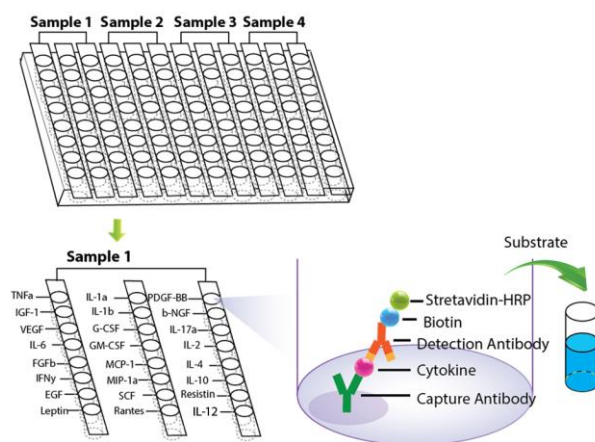 Sample 1 Sample 2 Sample 3 Sample 4
Sample 1
TNFa
IGF-1
VEGF
IL-6
FGFb
IFNy
EGF
Leptin
IL-1a
IL-1b
G-CSF
GM-CSF
MCP-1
MIP-1a
SCF
Rantes
PDGF-BB
b-NGF
IL-17a
IL-2
IL-4
IL-10
Resistin
IL-12
Substrate
Stretavidin-HRP
Biotin
Detection Antibody
Cytokine
Capture Antibody